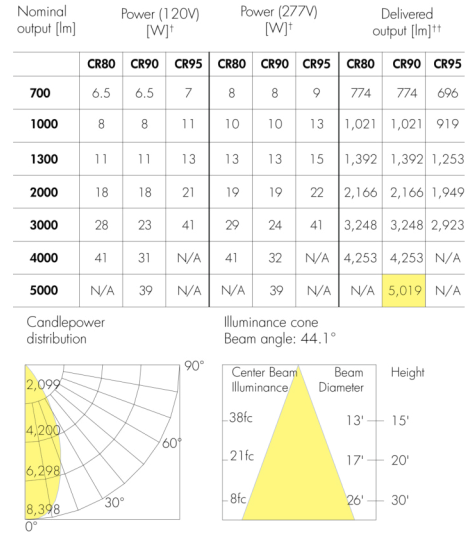 Nominal output [lm] Power (120V) [W]† Power (277V) [W]† Delivered output [lm]††
CR80 CR90 CR95 CR80 CR90 CR95 CR80 CR90 CR95
700 6.5 6.5 7 8 8 9 774 774 696
1000 8 8 11 10 10 13 1,021 1,021 919
1300 11 11 13 13 13 15 1,392 1,392 1,253
2000 18 18 21 19 19 22 2,166 2,166 1,949
3000 28 23 41 29 24 41 3,248 3,248 2,923
4000 41 31 N/A 41 32 N/A 4,253 4,253 N/A
5000 N/A 39 N/A N/A 39 N/A N/A 5,019 N/A
Candlepower
distribution
90°
2,099
4,200
60°
6,298
30°
8,398
0°
Illuminance cone
Beam angle: 44.1°
Center Beam Illuminance Beam Diameter Height
38fc 13' 15'
21fc 17' 20'
8fc 26' 30'